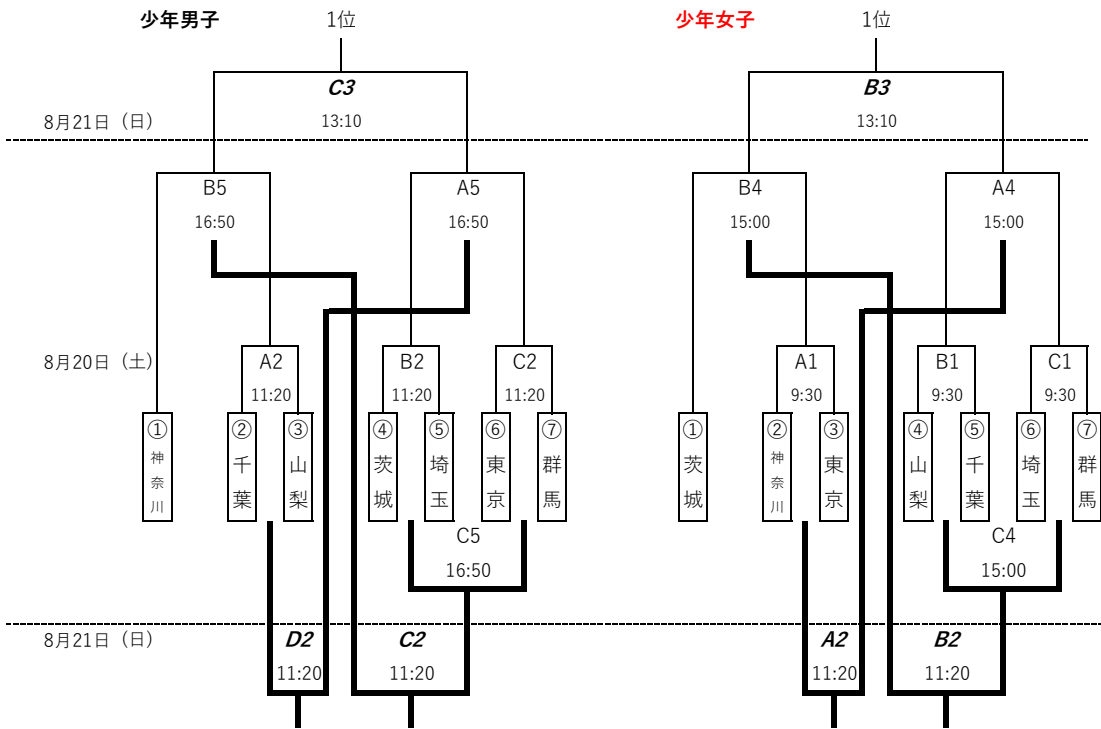 少年男子 1位 少年女子 1位
C3 B3
8月21日（日） 13:10 13:10
B5 A5 B4 A4
16:50 16:50 15:00 15:00
8月20日（土） A2 B2 C2 A1 B1 C1
11:20 11:20 11:20 9:30 9:30 9:30
① ② ③ ④ ⑤ ⑥ ⑦ ① ② ③ ④ ⑤ ⑥ ⑦
神奈川 千葉 山梨 茨城 埼玉 東京 群馬 茨城 神奈川 東京 山梨 千葉 埼玉 群馬
C5 C4
16:50 15:00
8月21日（日） D2 C2 A2 B2
11:20 11:20 11:20 11:20